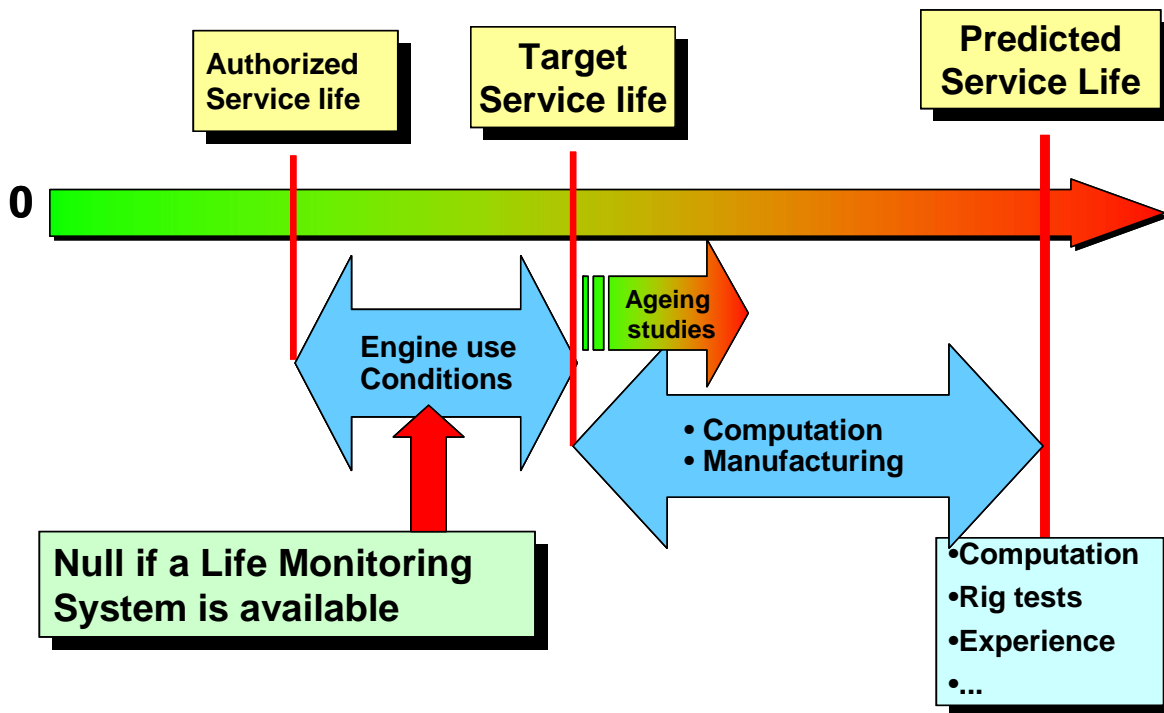 Authorized
Service life
Target
Service life
Predicted
Service Life
0
Ageing
studies
Engine use
Conditions
• Computation
• Manufacturing
Null if a Life Monitoring
System is available
•Computation
•Rig tests
•Experience
•...